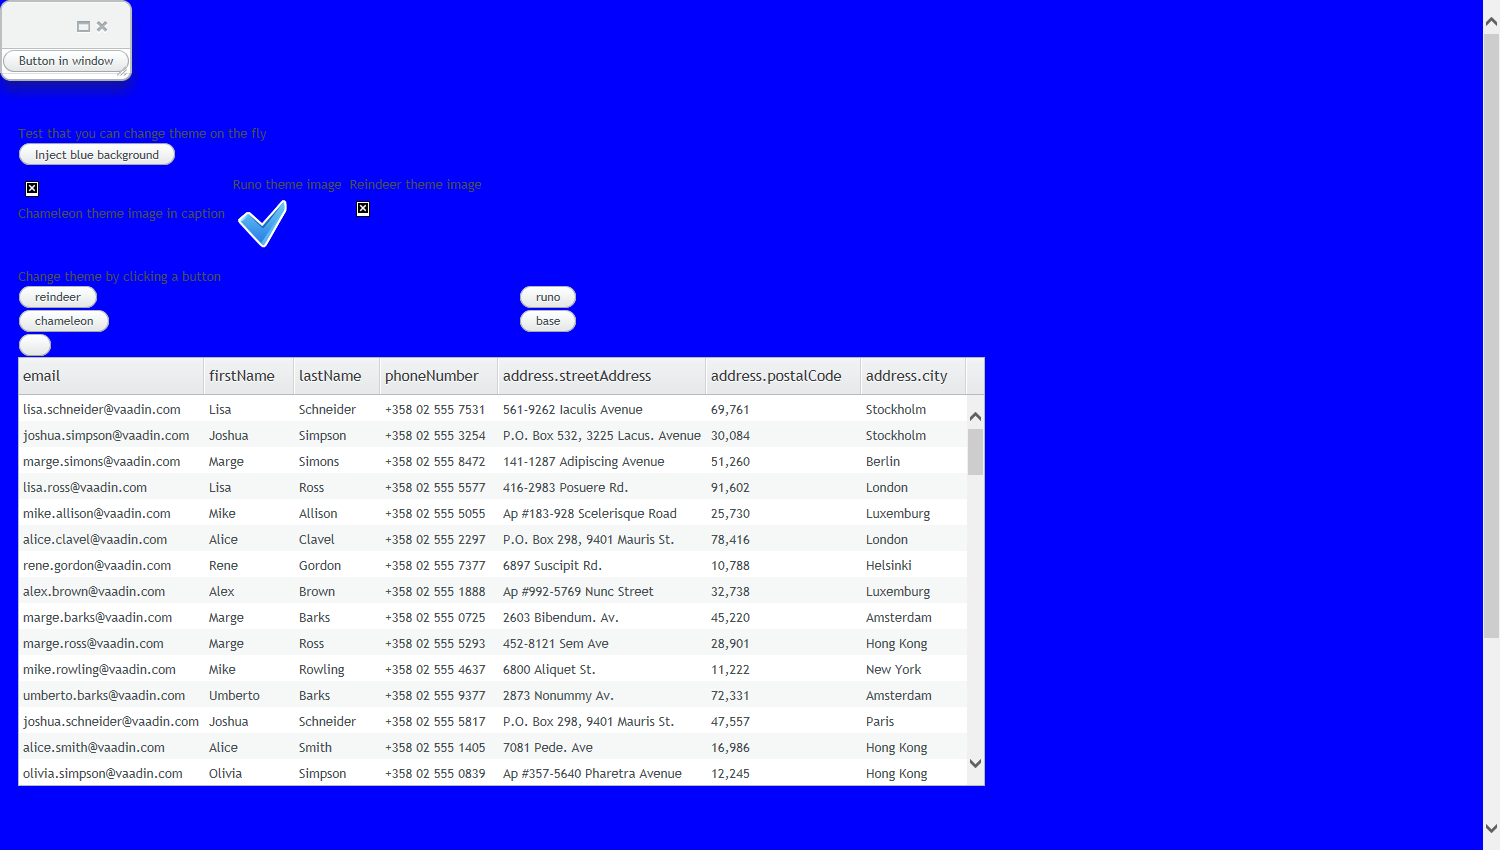 Button in window
Test that you can change theme on the fly
Inject blue background
Runo theme image Reindeer theme image
Chameleon theme image in caption
Change theme by clicking a button
reindeer runo
chameleon base
email firstName lastName phoneNumber address.streetAddress address.postalCode address.city
lisa.schneider@vaadin.com Lisa Schneider +358 02 555 7531 561-9262 Iaculis Avenue 69,761 Stockholm
joshua.simpson@vaadin.com Joshua Simpson +358 02 555 3254 P.O. Box 532, 3225 Lacus. Avenue 30,084 Stockholm
marge.simons@vaadin.com Marge Simons +358 02 555 8472 141-1287 Adipiscing Avenue 51,260 Berlin
lisa.ross@vaadin.com Lisa Ross +358 02 555 5577 416-2983 Posuere Rd. 91,602 London
mike.allison@vaadin.com Mike Allison +358 02 555 5055 Ap #183-928 Scelerisque Road 25,730 Luxemburg
alice.clavel@vaadin.com Alice Clavel +358 02 555 2297 P.O. Box 298, 9401 Mauris St. 78,416 London
rene.gordon@vaadin.com Rene Gordon +358 02 555 7377 6897 Suscipit Rd. 10,788 Helsinki
alex.brown@vaadin.com Alex Brown +358 02 555 1888 Ap #992-5769 Nunc Street 32,738 Luxemburg
marge.barks@vaadin.com Marge Barks +358 02 555 0725 2603 Bibendum. Av. 45,220 Amsterdam
marge.ross@vaadin.com Marge Ross +358 02 555 5293 452-8121 Sem Ave 28,901 Hong Kong
mike.rowling@vaadin.com Mike Rowling +358 02 555 4637 6800 Aliquet St. 11,222 New York
umberto.barks@vaadin.com Umberto Barks +358 02 555 9377 2873 Nonummy Av. 72,331 Amsterdam
joshua.schneider@vaadin.com Joshua Schneider +358 02 555 5817 P.O. Box 298, 9401 Mauris St. 47,557 Paris
alice.smith@vaadin.com Alice Smith +358 02 555 1405 7081 Pede. Ave 16,986 Hong Kong
olivia.simpson@vaadin.com Olivia Simpson +358 02 555 0839 Ap #357-5640 Pharetra Avenue 12,245 Hong Kong